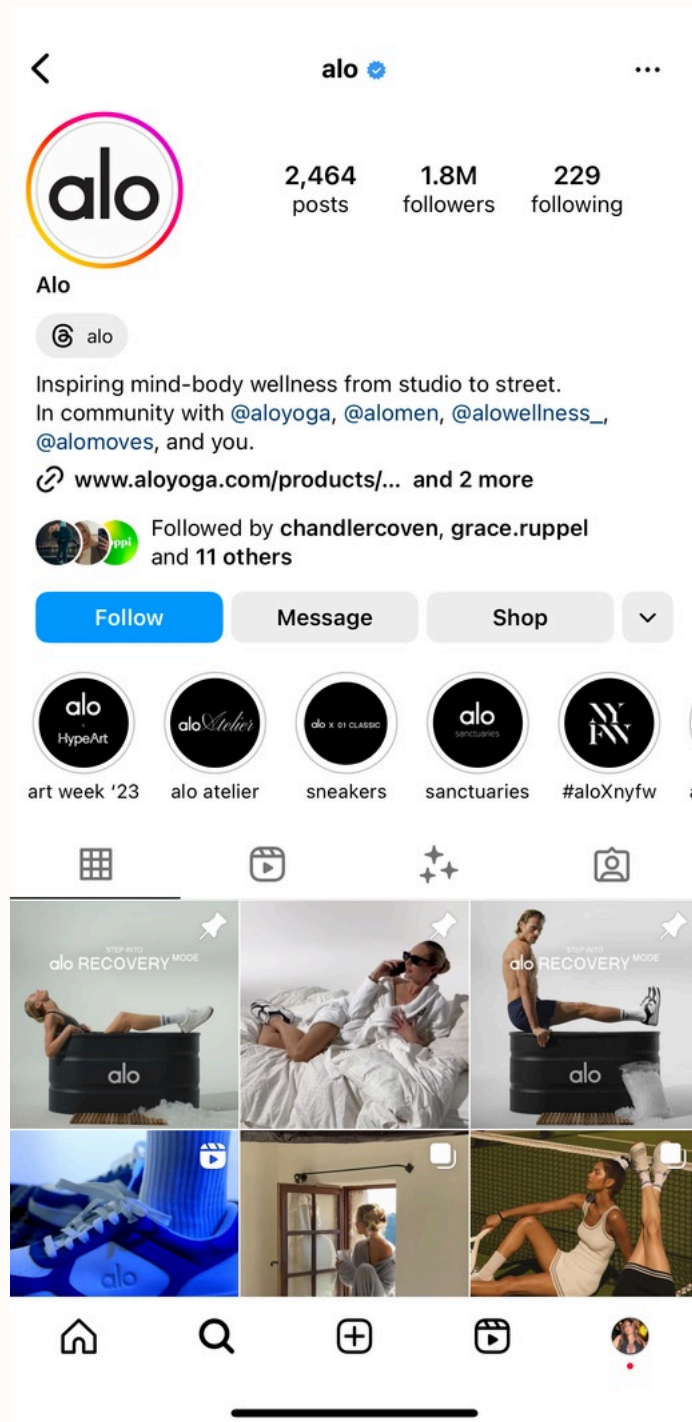 alo
alo
2,464 1.8M 229
posts followers following
Alo
alo
Inspiring mind-body wellness from studio to street.
In community with @aloyoga, @alomen, @alowellness_,
@alomoves, and you.
www.aloyoga.com/products/... and 2 more
ppi
Followed by chandlercoven, grace.ruppel
and 11 others
Follow Message Shop
alo
HypeArt
alo Atelier
alo x 01 CLASSIC
alo
sanctuaries
NYFW
art week ‘23 alo atelier sneakers sanctuaries #aloXnyfw a
STEP INTO
alo RECOVERY MODE
alo
STEP INTO
alo RECOVERY MODE
alo
alo